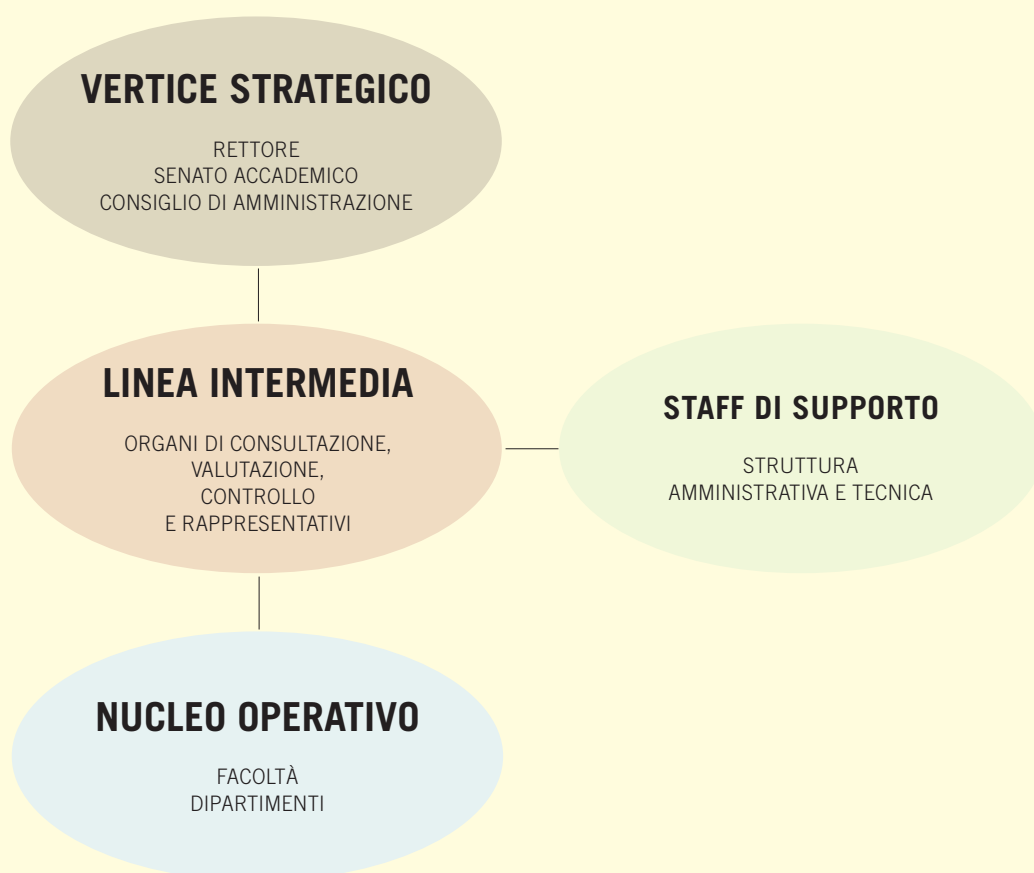 VERTICE STRATEGICO
RETTORE
SENATO ACCADEMICO
CONSIGLIO DI AMMINISTRAZIONE
LINEA INTERMEDIA
ORGANI DI CONSULTAZIONE,
VALUTAZIONE,
CONTROLLO
E RAPPRESENTATIVI
STAFF DI SUPPORTO
STRUTTURA
AMMINISTRATIVA E TECNICA
NUCLEO OPERATIVO
FACOLTÀ
DIPARTIMENTI